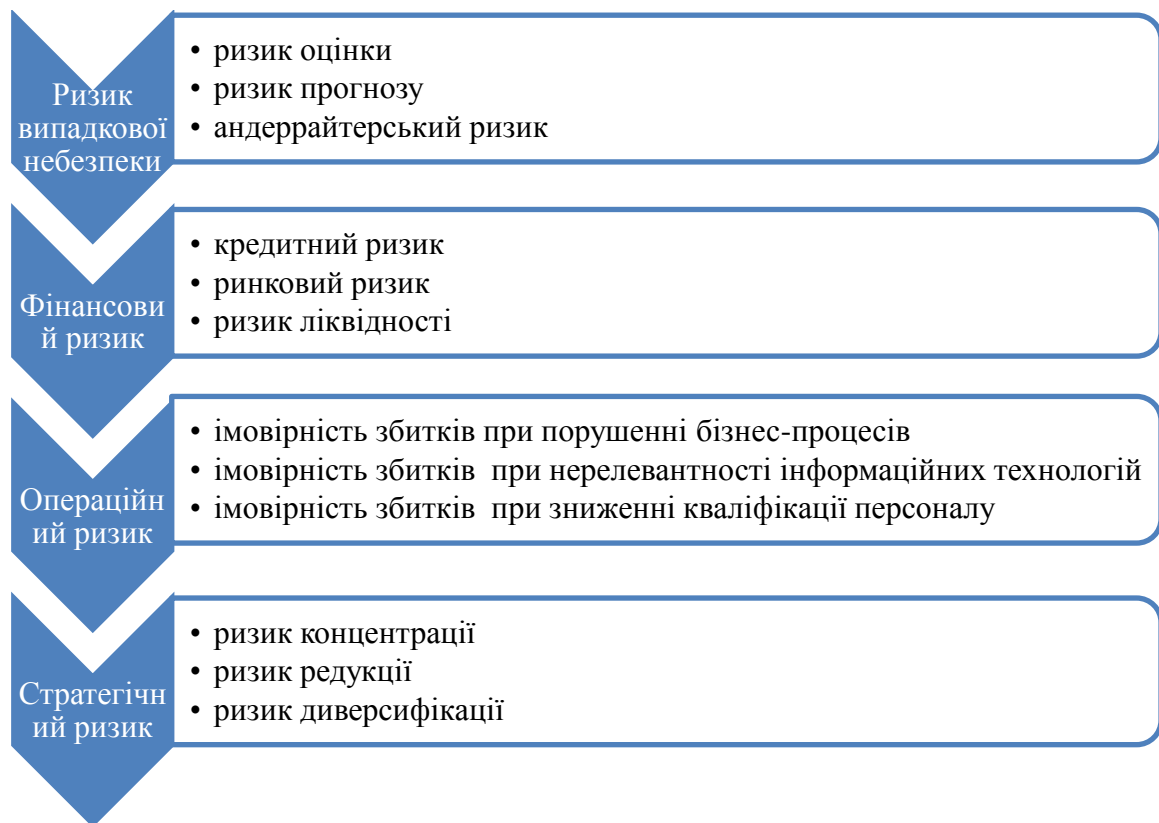 Ризик
випадкової
небезпеки
• ризик оцінки
• ризик прогнозу
• андеррайтерський ризик
Фінансови
й ризик
• кредитний ризик
• ринковий ризик
• ризик ліквідності
Операційн
ий ризик
• імовірність збитків при порушенні бізнес-процесів
• імовірність збитків  при нерелевантності інформаційних технологій
• імовірність збитків  при зниженні кваліфікації персоналу
Стратегічн
ий ризик
• ризик концентрації
• ризик редукції
• ризик диверсифікації